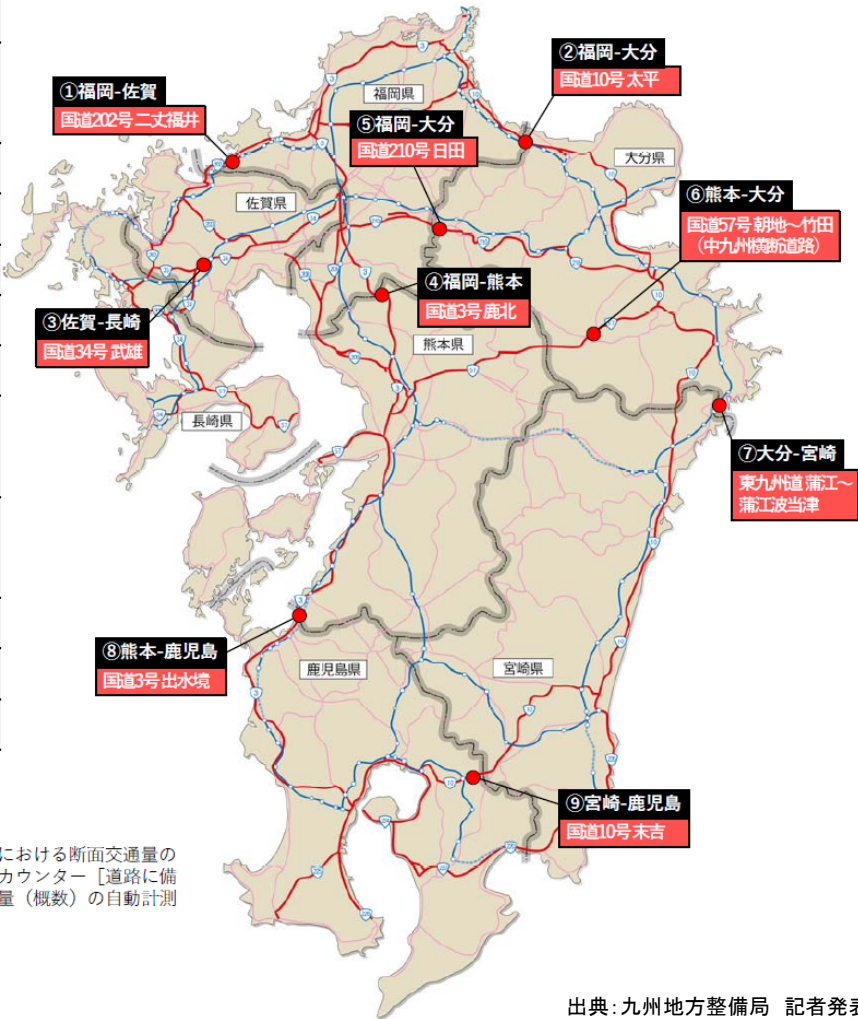 ②福岡-大分
国道10号 太平
①福岡-佐賀
国道202号 二丈福井
福岡県
⑤福岡-大分
国道210号 日田
大分県
佐賀県
⑥熊本-大分
国道57号 朝地～竹田
（中九州横断道路）
④福岡-熊本
国道3号 鹿北
③佐賀-長崎
国道34号 武雄
熊本県
長崎県
⑦大分-宮崎
東九州道 蒲江～
蒲江波当津
⑧熊本-鹿児島
国道3号 出水境
鹿児島県
宮崎県
⑨宮崎-鹿児島
国道10号 末吉
における断面交通量の
カウンター［道路に備
量（概数）の自動計測
出典：九州地方整備局　記者発表